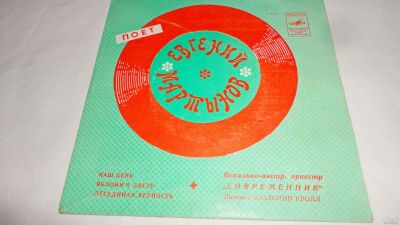 ПОЕТ
ЕВГЕНИЙ
МАРТЫНОВ
НАШ ДЕНЬ
ЯБЛОНИ В ЦВЕТУ
ЛЕБЕДИНАЯ ВЕРНОСТЬ
Вокально-инстр. оркестр
„СОВРЕМЕННИК"
Дирижер АНАТОЛИЙ КРОЛЛ